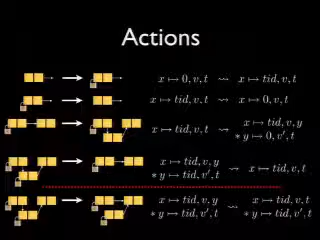 Actions
x ↦ 0, v, t ⇝ x ↦ tid, v, t
x ↦ tid, v, t ⇝ x ↦ 0, v, t
x ↦ tid, v, t ⇝ x ↦ tid, v, y
* y ↦ 0, v′, t
x ↦ tid, v, y
* y ↦ tid, v′, t ⇝ x ↦ tid, v, t
x ↦ tid, v, y ⇝ x ↦ tid, v, t
* y ↦ tid, v′, t * y ↦ tid, v′, t